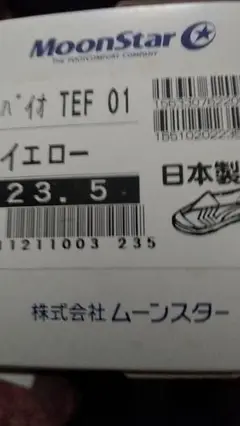 MoonStar
THE FOOTCOMFORT COMPANY
ﾊﾞｲｵ TEF 01
イエロー
23.5
日本製
11211003 235
株式会社 ムーンスター